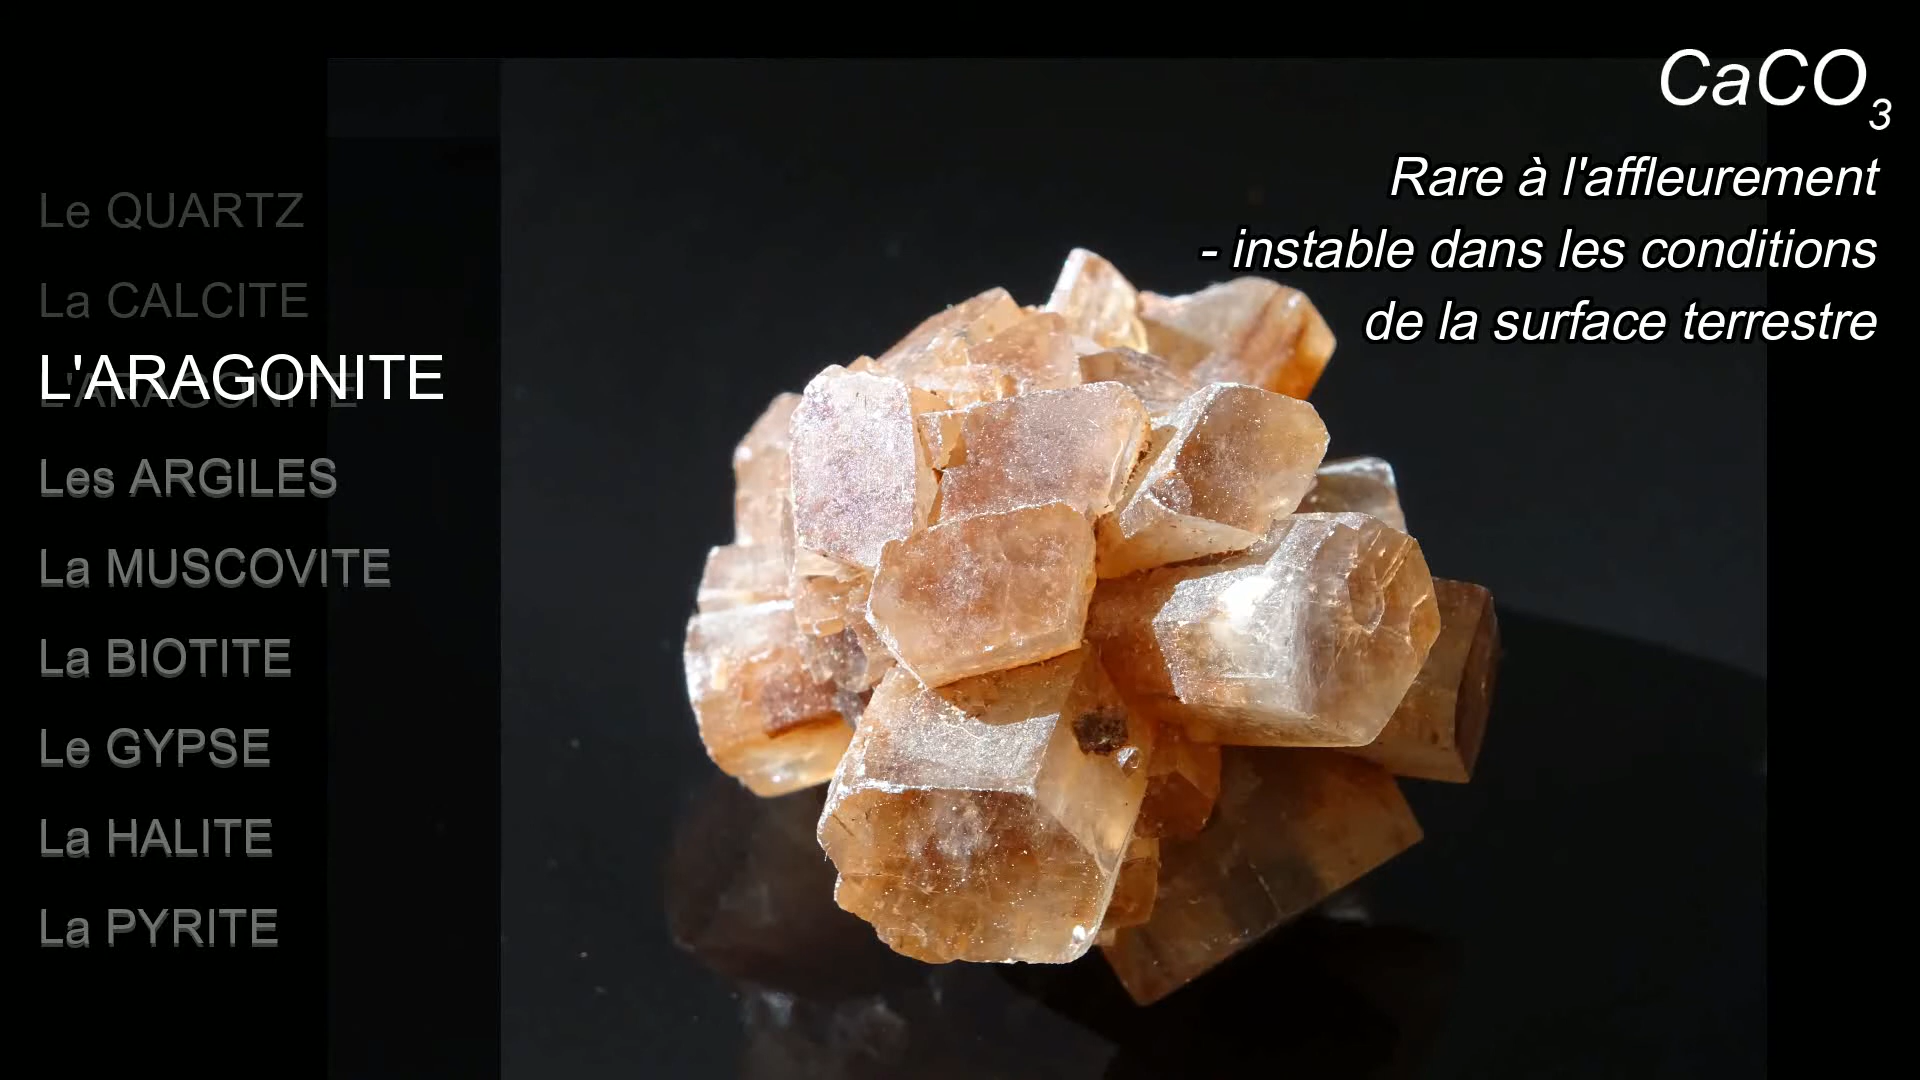 Le QUARTZ
La CALCITE
L'ARAGONITE
Les ARGILES
La MUSCOVITE
La BIOTITE
Le GYPSE
La HALITE
La PYRITE
CaCO₃
Rare à l'affleurement
- instable dans les conditions
de la surface terrestre